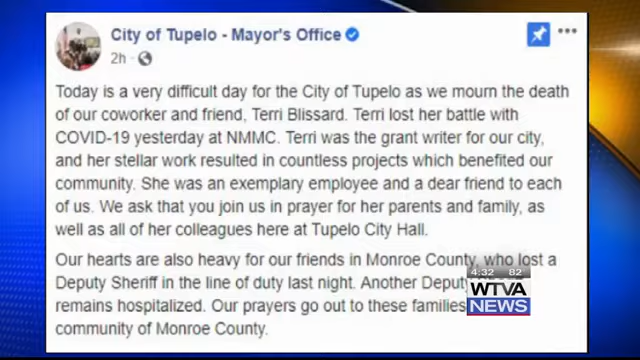 City of Tupelo - Mayor's Office
2h
Today is a very difficult day for the City of Tupelo as we mourn the death
of our coworker and friend, Terri Blissard. Terri lost her battle with
COVID-19 yesterday at NMMC. Terri was the grant writer for our city,
and her stellar work resulted in countless projects which benefited our
community. She was an exemplary employee and a dear friend to each
of us. We ask that you join us in prayer for her parents and family, as
well as all of her colleagues here at Tupelo City Hall.
Our hearts are also heavy for our friends in Monroe County, who lost a
Deputy Sheriff in the line of duty last night. Another Deputy
remains hospitalized. Our prayers go out to these families
community of Monroe County.
4:32 82
WTVA
NEWS